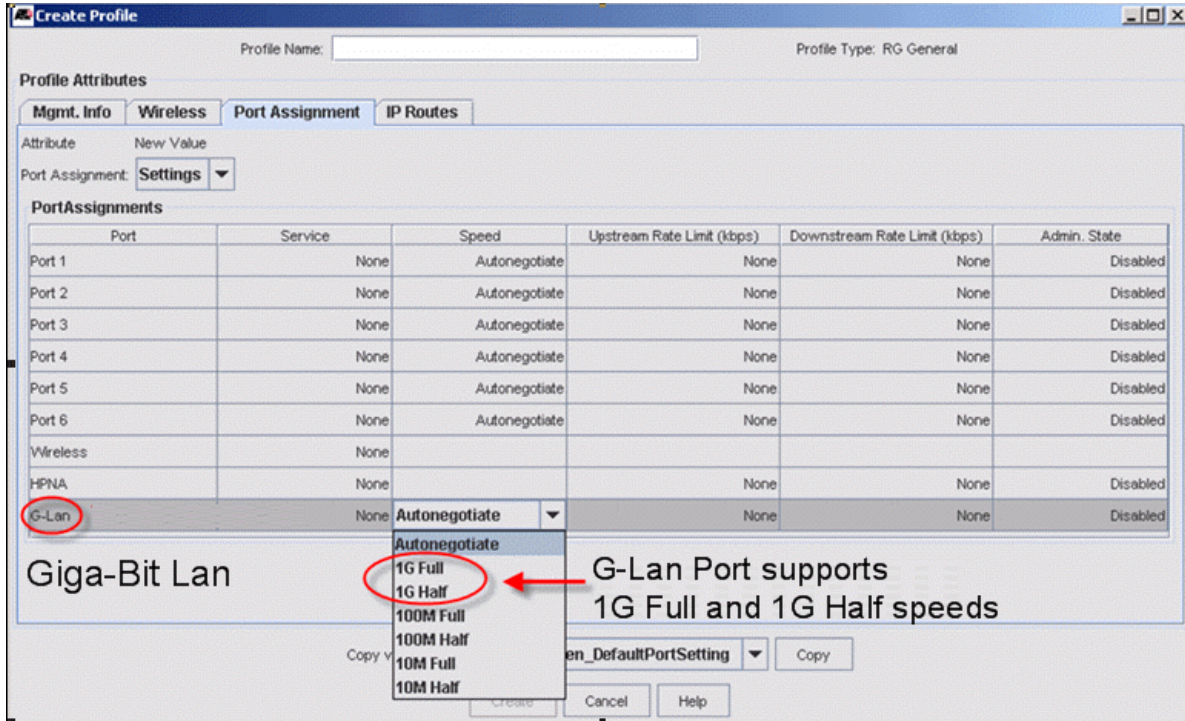 Create Profile
Profile Name:
Profile Type: RG General
Profile Attributes
Mgmt. Info Wireless Port Assignment IP Routes
Attribute New Value
Port Assignment: Settings
PortAssignments
Port Service Speed Upstream Rate Limit (kbps) Downstream Rate Limit (kbps) Admin. State
Port 1 None Autonegotiate None None Disabled
Port 2 None Autonegotiate None None Disabled
Port 3 None Autonegotiate None None Disabled
Port 4 None Autonegotiate None None Disabled
Port 5 None Autonegotiate None None Disabled
Port 6 None Autonegotiate None None Disabled
Wireless None
HPNA None None None Disabled
G-Lan None Autonegotiate None None Disabled
Autonegotiate
1G Full
1G Half
100M Full
100M Half
10M Full
10M Half
Giga-Bit Lan
G-Lan Port supports
1G Full and 1G Half speeds
Copy v en_DefaultPortSetting Copy
Create Cancel Help